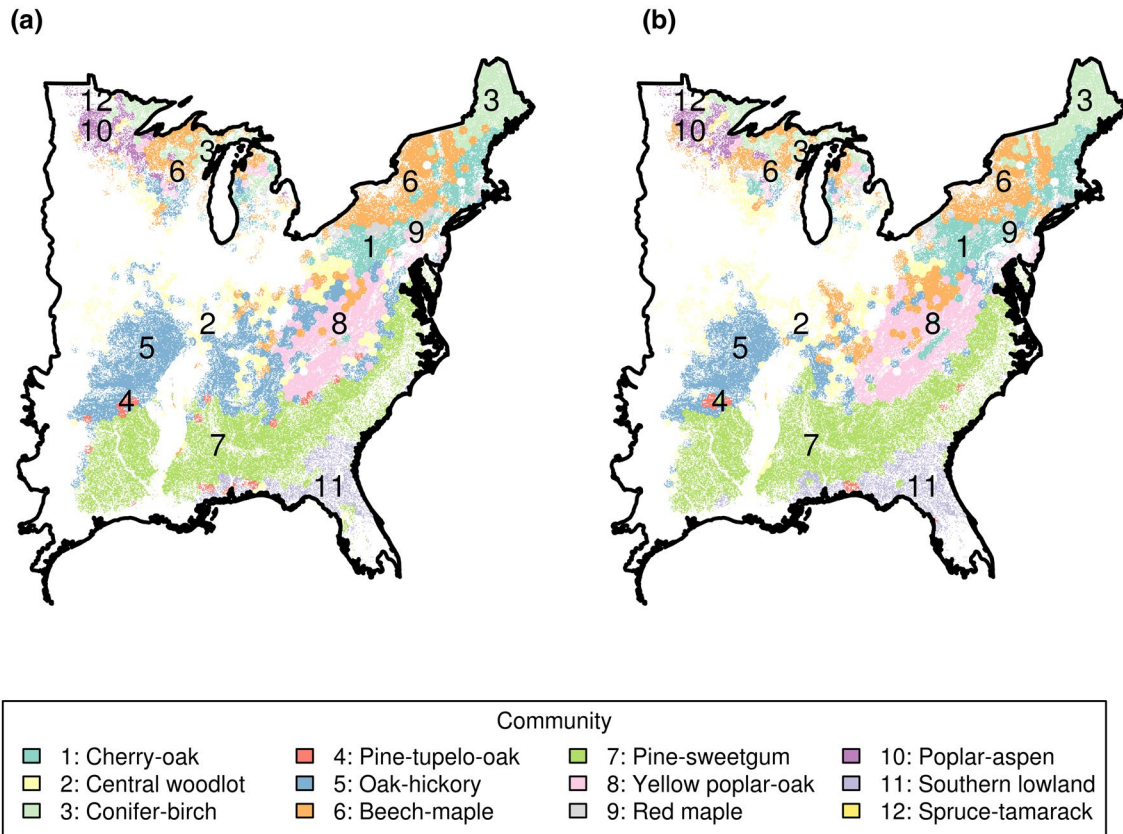 (a) (b)
12 3 12 3
10 3 10 3
6 6 6 6
9 9
1 1
2 8 2 8
5 5
4 4
7 7
11 11
Community
1: Cherry-oak 4: Pine-tupelo-oak 7: Pine-sweetgum 10: Poplar-aspen
2: Central woodlot 5: Oak-hickory 8: Yellow poplar-oak 11: Southern lowland
3: Conifer-birch 6: Beech-maple 9: Red maple 12: Spruce-tamarack